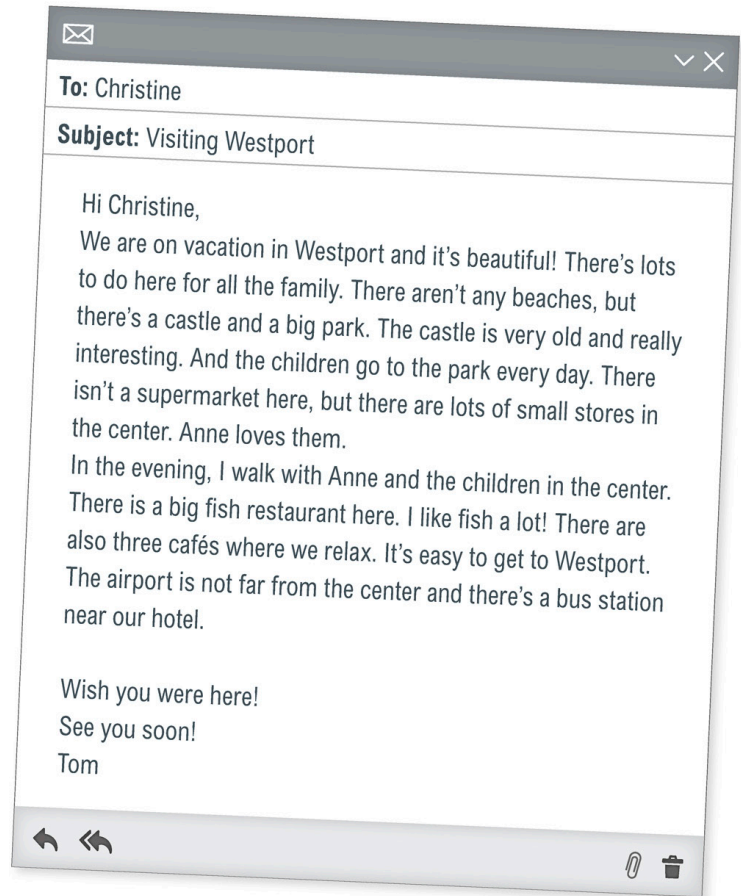 To: Christine
Subject: Visiting Westport
Hi Christine,
We are on vacation in Westport and it's beautiful! There's lots
to do here for all the family. There aren't any beaches, but
there's a castle and a big park. The castle is very old and really
interesting. And the children go to the park every day. There
isn't a supermarket here, but there are lots of small stores in
the center. Anne loves them.
In the evening, I walk with Anne and the children in the center.
There is a big fish restaurant here. I like fish a lot! There are
also three cafés where we relax. It's easy to get to Westport.
The airport is not far from the center and there's a bus station
near our hotel.
Wish you were here!
See you soon!
Tom